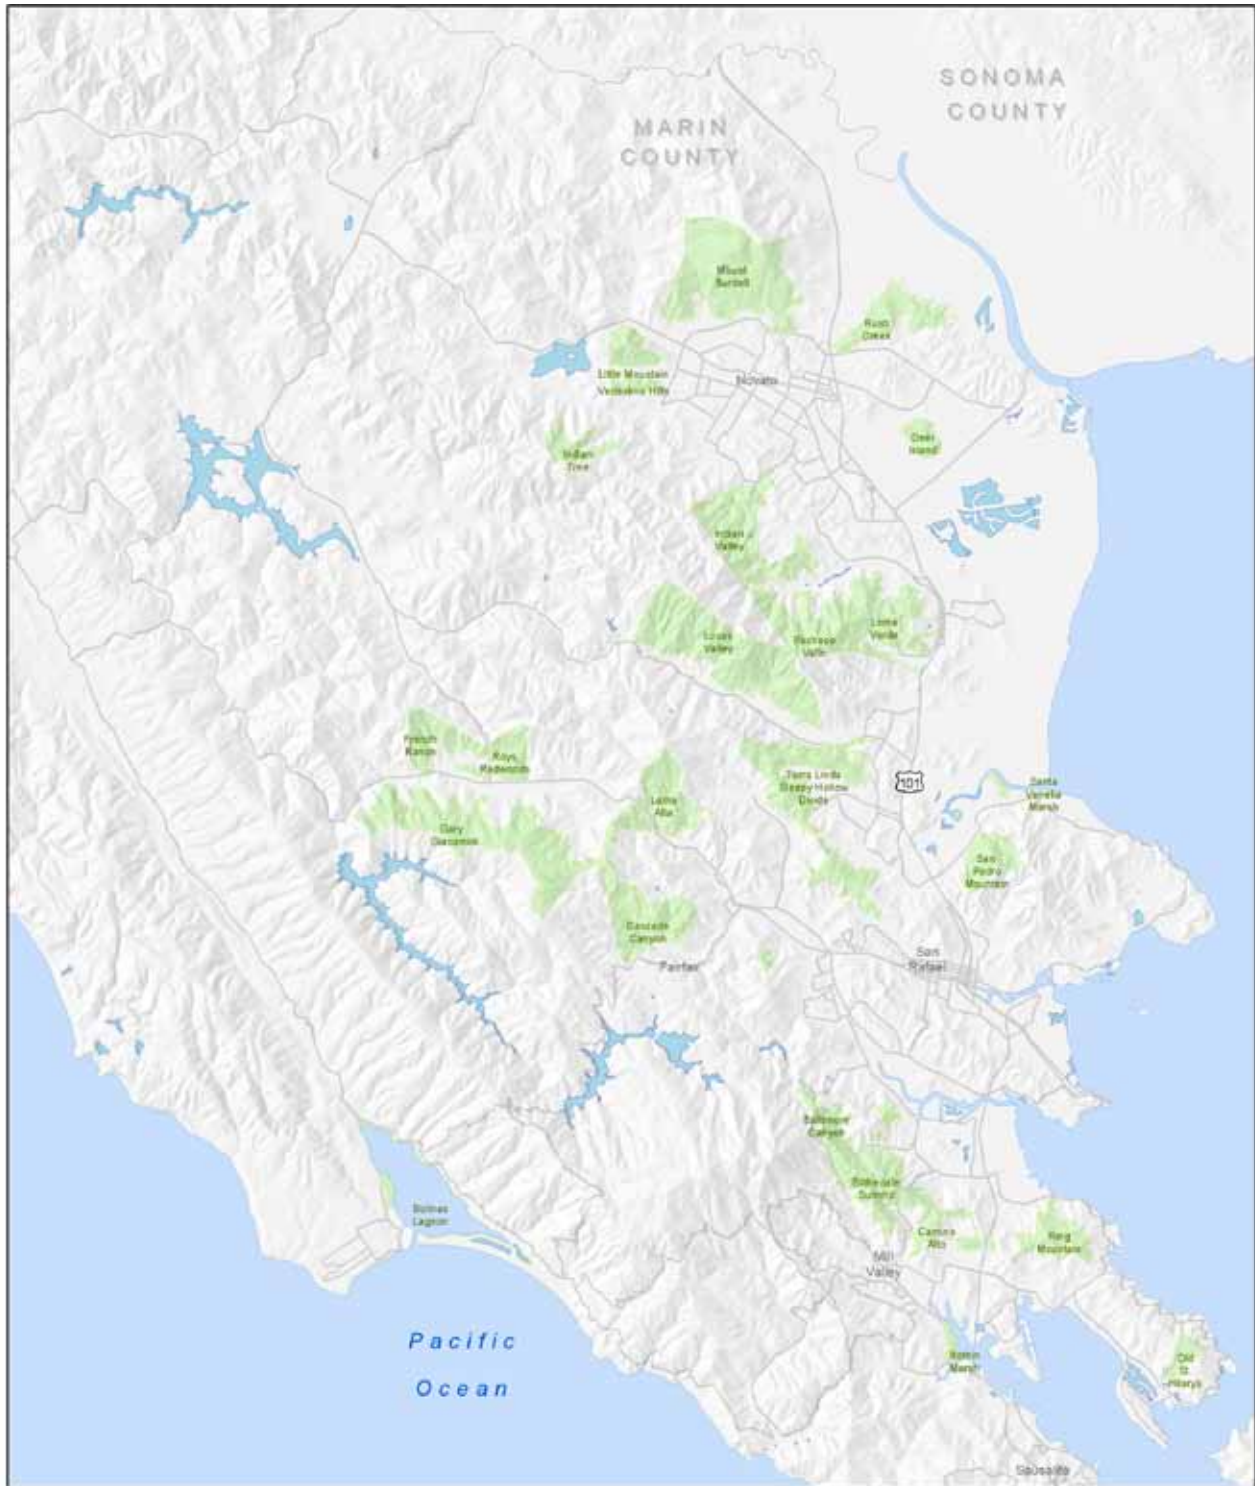 SONOMA
COUNTY
MARIN
COUNTY
Mount
Burdell
Rush
Creek
Little Mountain
Verissimo Hills
Novato
Deer
Island
Indian
Tree
Indian
Valley
Lucas
Valley
Pacheco
Valle
Loma
Verde
French
Ranch
Roys
Redwoods
Terra Linda
Sleepy Hollow
Divide
101
Santa
Venetia
Marsh
Loma
Alta
Gary
Giacomini
San
Pedro
Mountain
Cascade
Canyon
Fairfax
San
Rafael
Baltimore
Canyon
Blithedale
Summit
Bolinas
Lagoon
Camino
Alto
Ring
Mountain
Mill
Valley
Pacific
Ocean
Bothin
Marsh
Old
St
Hilarys
Sausalito